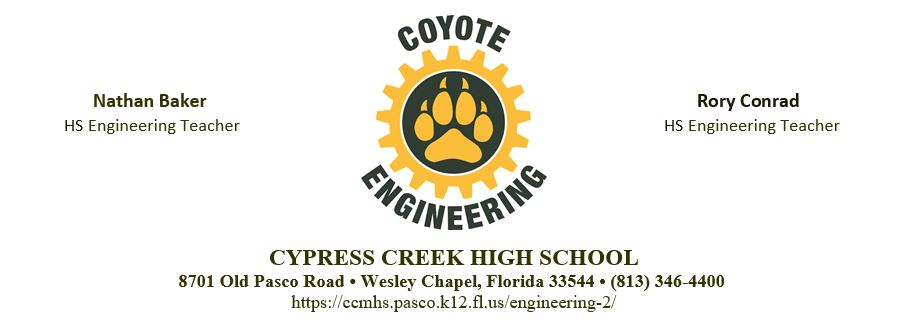 COYOTE
Nathan Baker
HS Engineering Teacher
Rory Conrad
HS Engineering Teacher
ENGINEERING
CYPRESS CREEK HIGH SCHOOL
8701 Old Pasco Road • Wesley Chapel, Florida 33544 • (813) 346-4400
https://ccmhs.pasco.k12.fl.us/engineering-2/